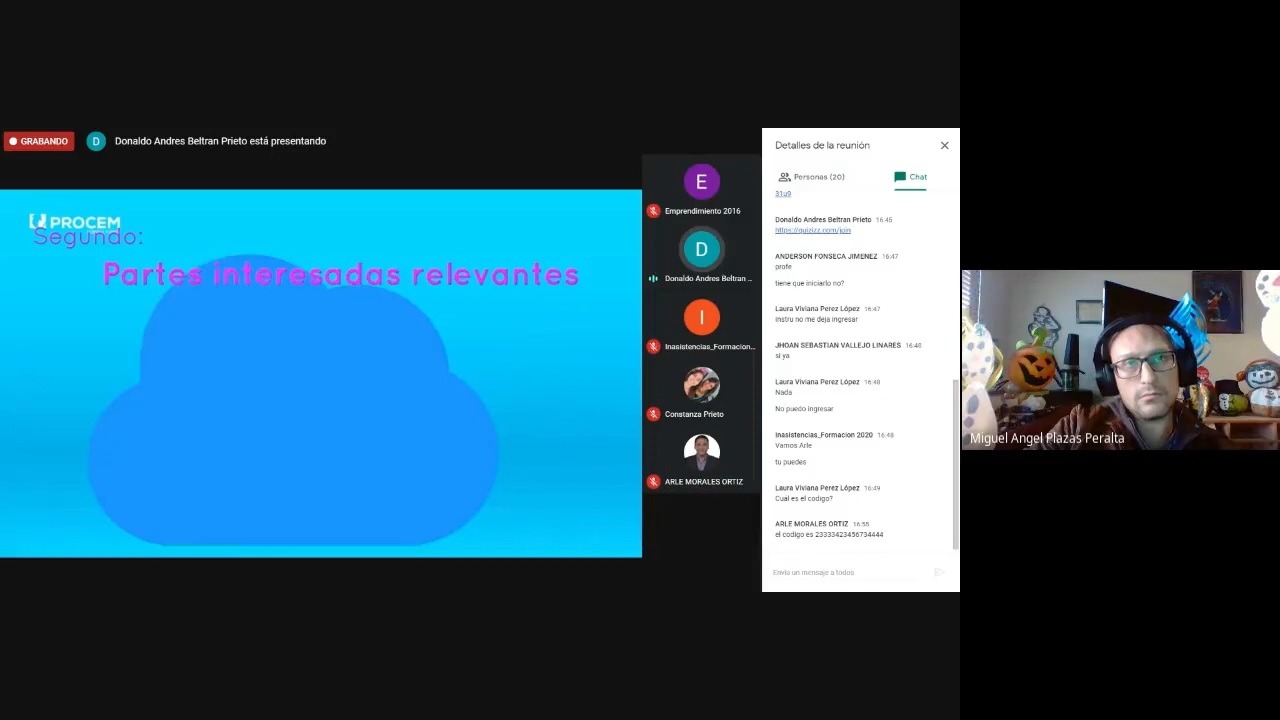 GRABANDO
D
Donaldo Andres Beltran Prieto está presentando
PROCEM
Segundo:
Partes interesadas relevantes
E
Emprendimiento 2016
D
Donaldo Andres Beltran ...
I
Inasistencias_Formacion...
Constanza Prieto
ARLE MORALES ORTIZ
Detalles de la reunión
Personas (20)
Chat
31u9
Donaldo Andres Beltran Prieto 16:45
https://quizizz.com/join
ANDERSON FONSECA JIMENEZ 16:47
profe
tiene que iniciarlo no?
Laura Viviana Perez López 16:47
Instru no me deja ingresar
JHOAN SEBASTIAN VALLEJO LINARES 16:48
si ya
Laura Viviana Perez López 16:48
Nada
No puedo ingresar
Inasistencias_Formacion 2020 16:48
Vamos Arle
tu puedes
Laura Viviana Perez López 16:49
Cuál es el codigo?
ARLE MORALES ORTIZ 16:55
el codigo es 23333423456734444
Envía un mensaje a todos
Miguel Angel Plazas Peralta